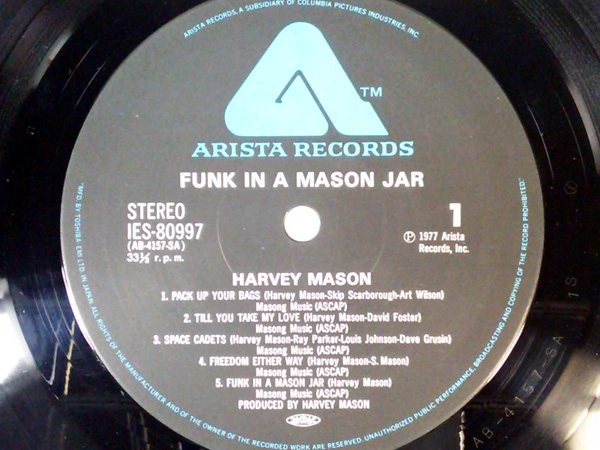 ARISTA RECORDS, A SUBSIDIARY OF COLUMBIA PICTURES INDUSTRIES, INC.
TM
ARISTA RECORDS
FUNK IN A MASON JAR
STEREO
IES-80997
(AB-4157-SA)
33⅓ r.p.m.
1
Ⓟ 1977 Arista
Records, Inc.
HARVEY MASON
1. PACK UP YOUR BAGS (Harvey Mason-Skip Scarborough-Art Wilson)
Masong Music (ASCAP)
2. TILL YOU TAKE MY LOVE (Harvey Mason-David Foster)
Masong Music (ASCAP)
3. SPACE CADETS (Harvey Mason-Ray Parker-Louis Johnson-Dave Grusin)
Masong Music (ASCAP)
4. FREEDOM EITHER WAY (Harvey Mason-S. Mason)
Masong Music (ASCAP)
5. FUNK IN A MASON JAR (Harvey Mason)
Masong Music (ASCAP)
PRODUCED BY HARVEY MASON
"MFD. BY TOSHIBA EMI LTD. IN JAPAN. ALL RIGHTS OF THE MANUFACTURER AND OF THE OWNER OF THE RECORDED WORK ARE RESERVED. UNAUTHORIZED PUBLIC PERFORMANCE, BROADCASTING AND COPYING OF THE RECORD PROHIBITED."
AB-4157-SA 1S